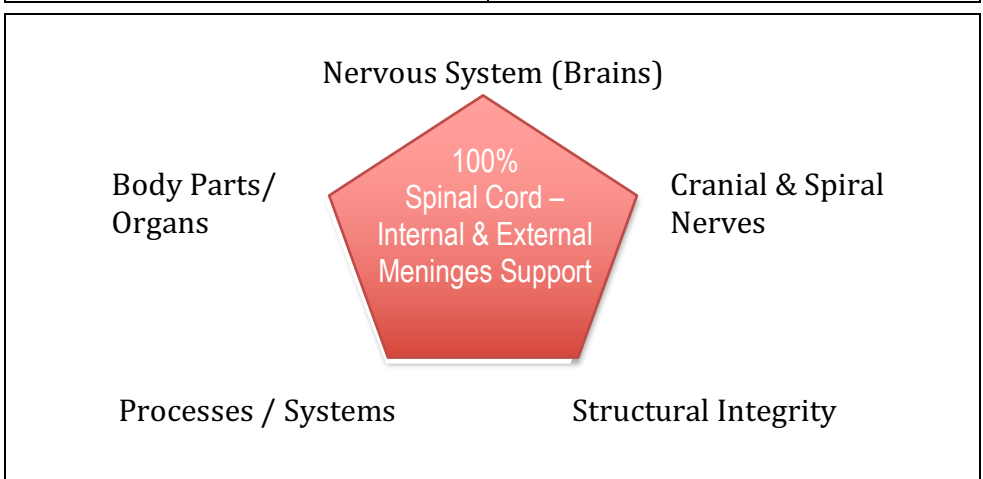 Nervous System (Brains)
100%
Spinal Cord –
Internal & External
Meninges Support
Body Parts/
Organs
Cranial & Spiral
Nerves
Processes / Systems
Structural Integrity